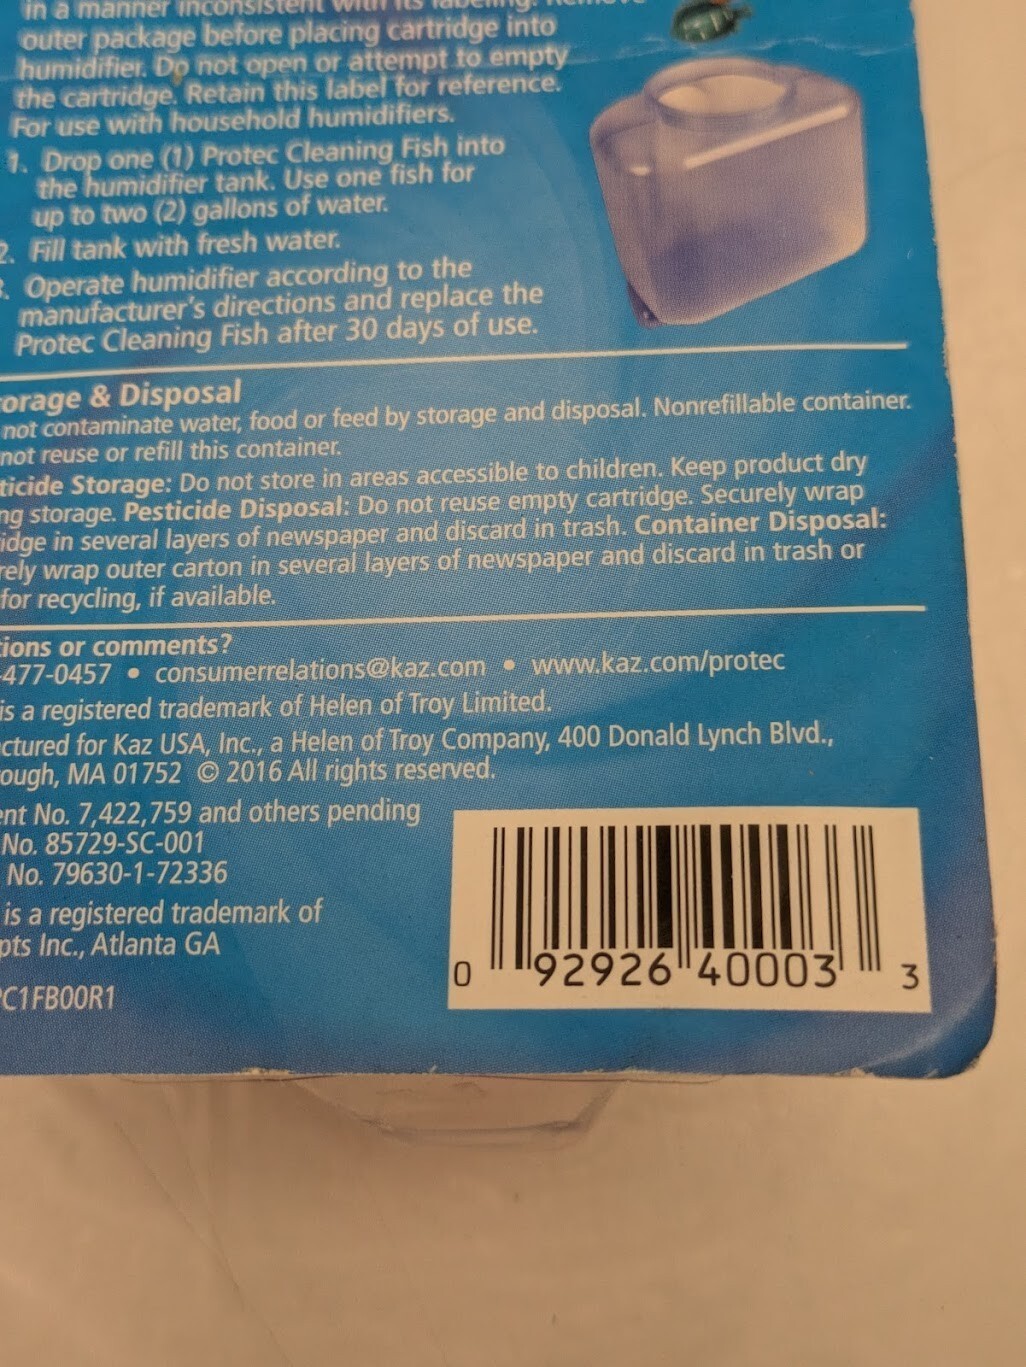 in a manner inconsistent with its labeling. Remove
outer package before placing cartridge into
humidifier. Do not open or attempt to empty
the cartridge. Retain this label for reference.
For use with household humidifiers.
1. Drop one (1) Protec Cleaning Fish into
the humidifier tank. Use one fish for
up to two (2) gallons of water.
2. Fill tank with fresh water.
3. Operate humidifier according to the
manufacturer's directions and replace the
Protec Cleaning Fish after 30 days of use.
orage & Disposal
not contaminate water, food or feed by storage and disposal. Nonrefillable container.
not reuse or refill this container.
ticide Storage: Do not store in areas accessible to children. Keep product dry
ng storage. Pesticide Disposal: Do not reuse empty cartridge. Securely wrap
idge in several layers of newspaper and discard in trash. Container Disposal:
rely wrap outer carton in several layers of newspaper and discard in trash or
for recycling, if available.
ions or comments?
-477-0457 • consumerrelations@kaz.com • www.kaz.com/protec
is a registered trademark of Helen of Troy Limited.
ctured for Kaz USA, Inc., a Helen of Troy Company, 400 Donald Lynch Blvd.,
ough, MA 01752 © 2016 All rights reserved.
ent No. 7,422,759 and others pending
No. 85729-SC-001
No. 79630-1-72336
is a registered trademark of
pts Inc., Atlanta GA
C1FB00R1
0 92926 40003 3